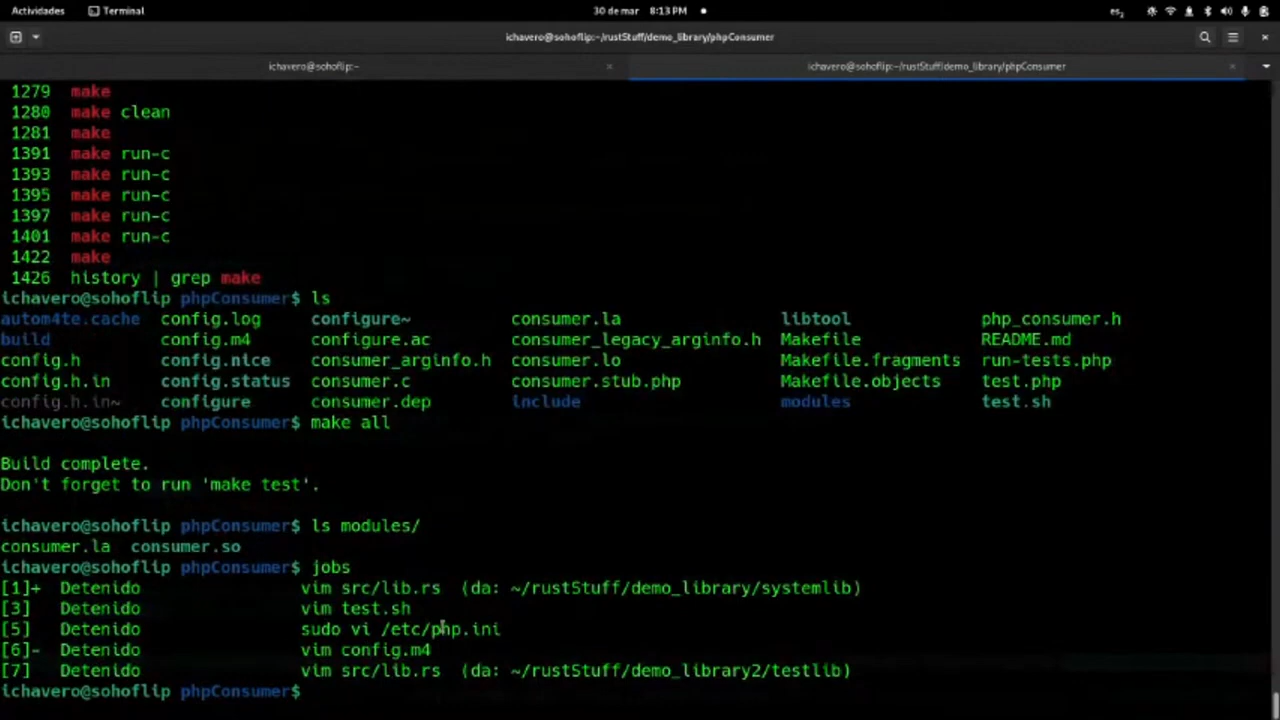 Actividades Terminal 30 de mar 8:13 PM es₂
ichavero@sohoflip:~/rustStuff/demo_library/phpConsumer
ichavero@sohoflip:~ × ichavero@sohoflip:~/rustStuff/demo_library/phpConsumer ×
1279 make
1280 make clean
1281 make
1391 make run-c
1393 make run-c
1395 make run-c
1397 make run-c
1401 make run-c
1422 make
1426 history | grep make
ichavero@sohoflip phpConsumer$ ls
autom4te.cache config.log configure~ consumer.la libtool php_consumer.h
build config.m4 configure.ac consumer_legacy_arginfo.h Makefile README.md
config.h config.nice consumer_arginfo.h consumer.lo Makefile.fragments run-tests.php
config.h.in config.status consumer.c consumer.stub.php Makefile.objects test.php
config.h.in~ configure consumer.dep include modules test.sh
ichavero@sohoflip phpConsumer$ make all
Build complete.
Don't forget to run 'make test'.
ichavero@sohoflip phpConsumer$ ls modules/
consumer.la consumer.so
ichavero@sohoflip phpConsumer$ jobs
[1]+ Detenido vim src/lib.rs (da: ~/rustStuff/demo_library/systemlib)
[3] Detenido vim test.sh
[5] Detenido sudo vi /etc/php.ini
[6]- Detenido vim config.m4
[7] Detenido vim src/lib.rs (da: ~/rustStuff/demo_library2/testlib)
ichavero@sohoflip phpConsumer$